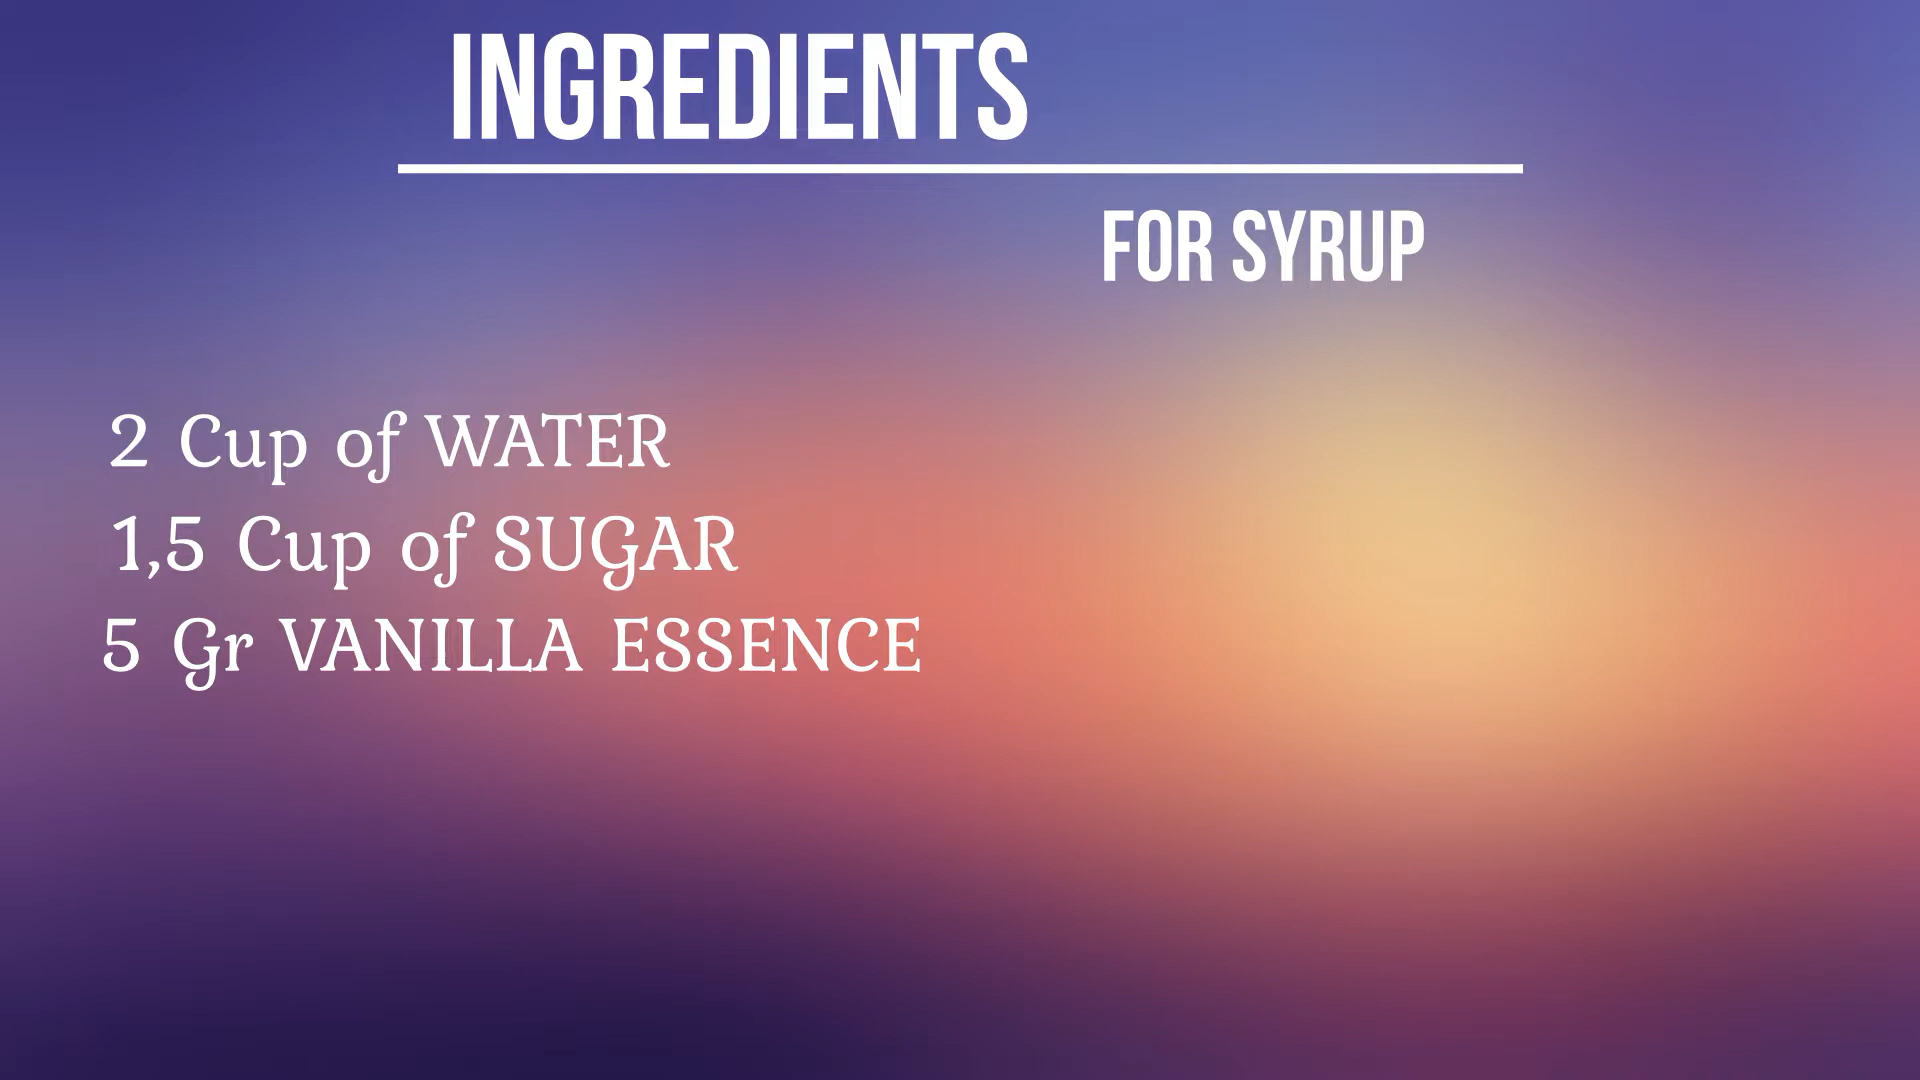 INGREDIENTS
FOR SYRUP
2 Cup of WATER
1,5 Cup of SUGAR
5 Gr VANILLA ESSENCE